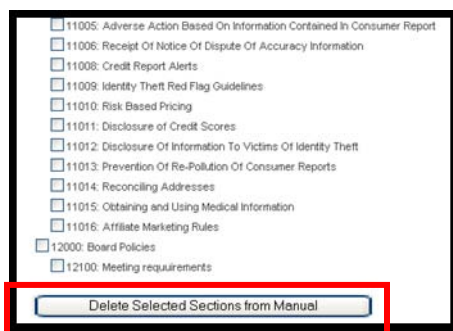 11005: Adverse Action Based On Information Contained In Consumer Report
11006: Receipt Of Notice Of Dispute Of Accuracy Information
11008: Credit Report Alerts
11009: Identity Theft Red Flag Guidelines
11010: Risk Based Pricing
11011: Disclosure of Credit Scores
11012: Disclosure Of Information To Victims Of Identity Theft
11013: Prevention Of Re-Pollution Of Consumer Reports
11014: Reconciling Addresses
11015: Obtaining and Using Medical Information
11016: Affiliate Marketing Rules
12000: Board Policies
12100: Meeting requuirements
Delete Selected Sections from Manual